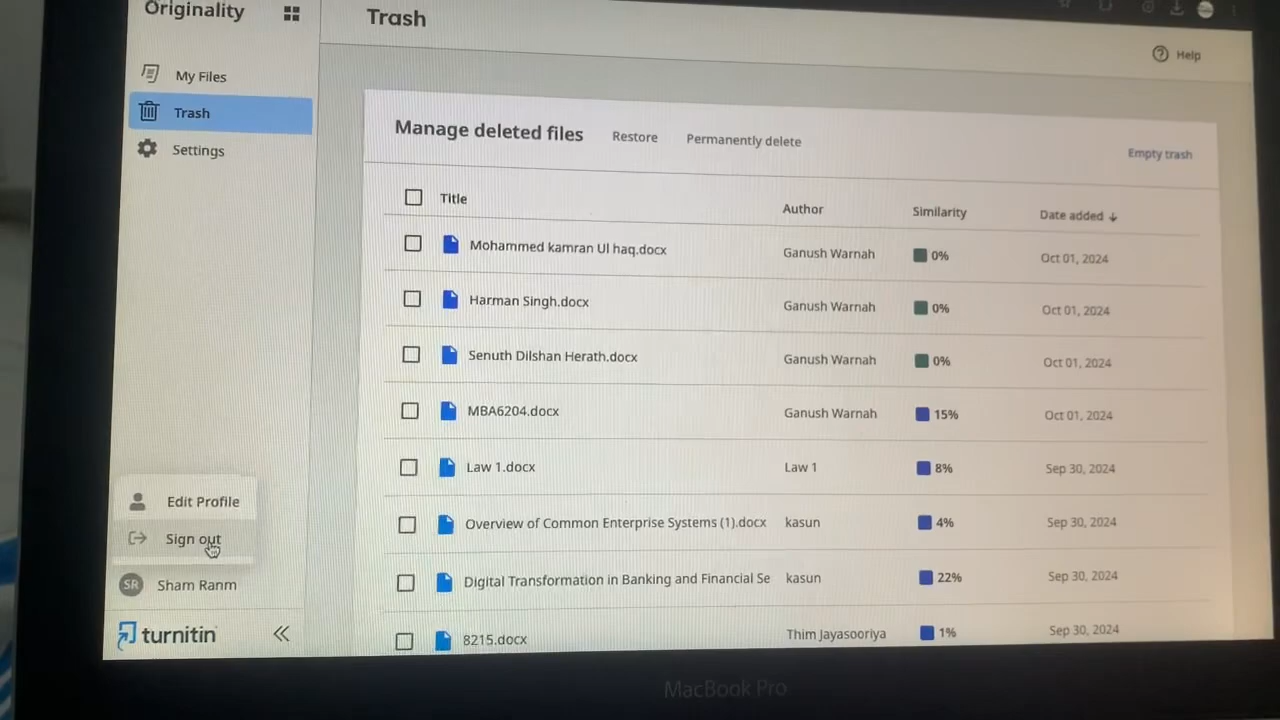 Originality
Trash
Help
My Files
Trash
Settings
Manage deleted files Restore Permanently delete Empty trash
Title Author Similarity Date added
Mohammed kamran Ul haq.docx Ganush Warnah 0% Oct 01, 2024
Harman Singh.docx Ganush Warnah 0% Oct 01, 2024
Senuth Dilshan Herath.docx Ganush Warnah 0% Oct 01, 2024
MBA6204.docx Ganush Warnah 15% Oct 01, 2024
Law 1.docx Law 1 8% Sep 30, 2024
Overview of Common Enterprise Systems (1).docx kasun 4% Sep 30, 2024
Digital Transformation in Banking and Financial Se kasun 22% Sep 30, 2024
8215.docx Thim Jayasooriya 1% Sep 30, 2024
Edit Profile
Sign out
SR Sham Ranm
turnitin
MacBook Pro